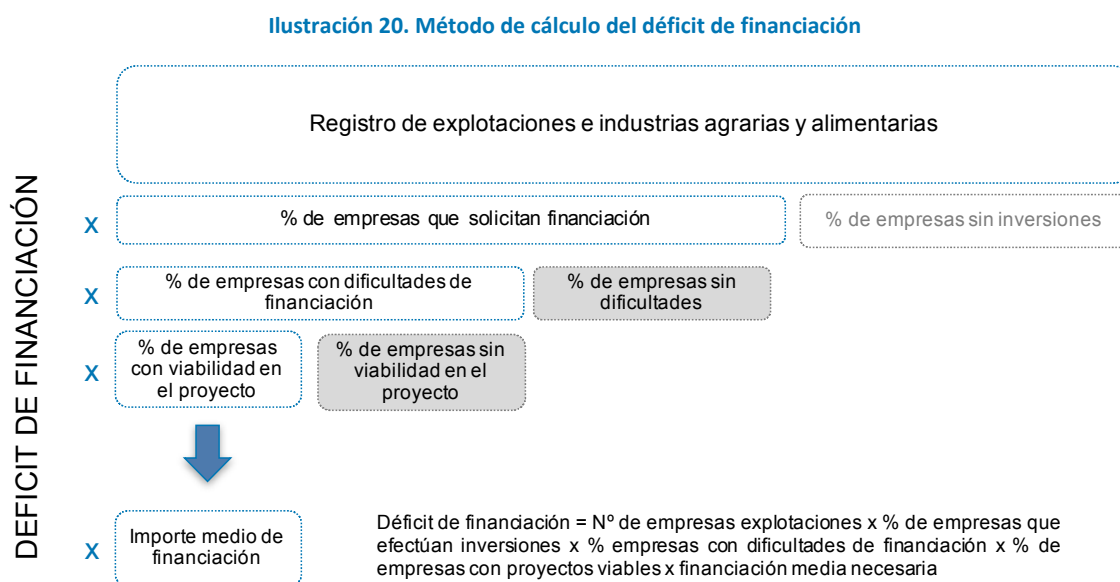 Ilustración 20. Método de cálculo del déficit de financiación
DEFICIT DE FINANCIACIÓN
Registro de explotaciones e industrias agrarias y alimentarias
x
% de empresas que solicitan financiación
% de empresas sin inversiones
x
% de empresas con dificultades de
financiación
% de empresas sin
dificultades
x
% de empresas
con viabilidad en
el proyecto
% de empresas sin
viabilidad en el
proyecto
x
Importe medio de
financiación
Déficit de financiación = Nº de empresas explotaciones x % de empresas que
efectúan inversiones x % empresas con dificultades de financiación x % de
empresas con proyectos viables x financiación media necesaria